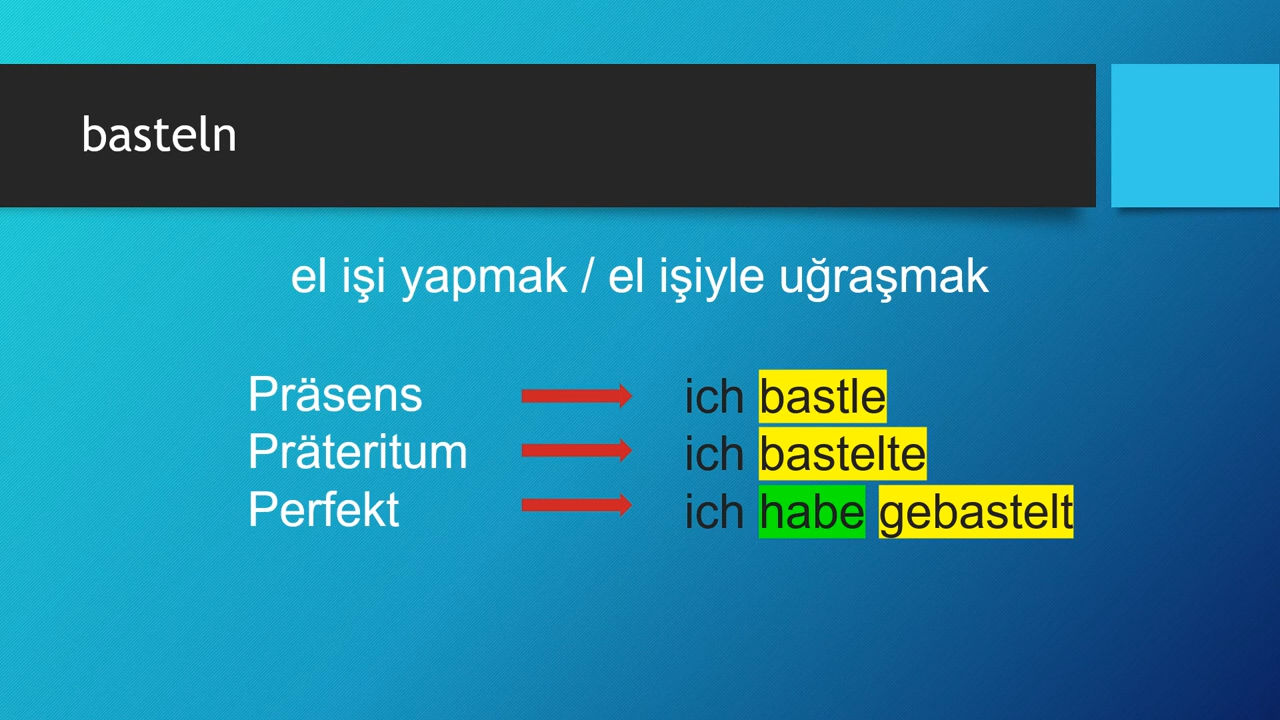 basteln
el işi yapmak / el işiyle uğraşmak
Präsens ich bastle
Präteritum ich bastelte
Perfekt ich habe gebastelt